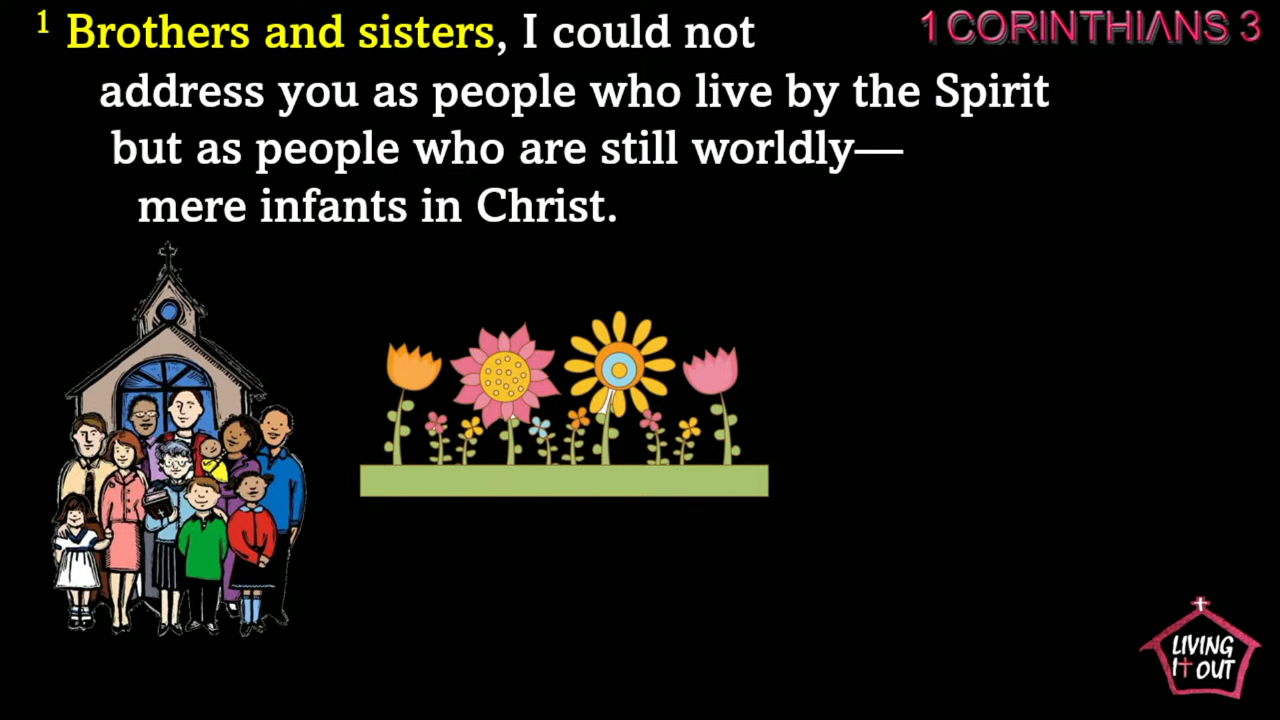 1 CORINTHIANS 3
1 Brothers and sisters, I could not
address you as people who live by the Spirit
but as people who are still worldly—
mere infants in Christ.
LIVING
IT OUT